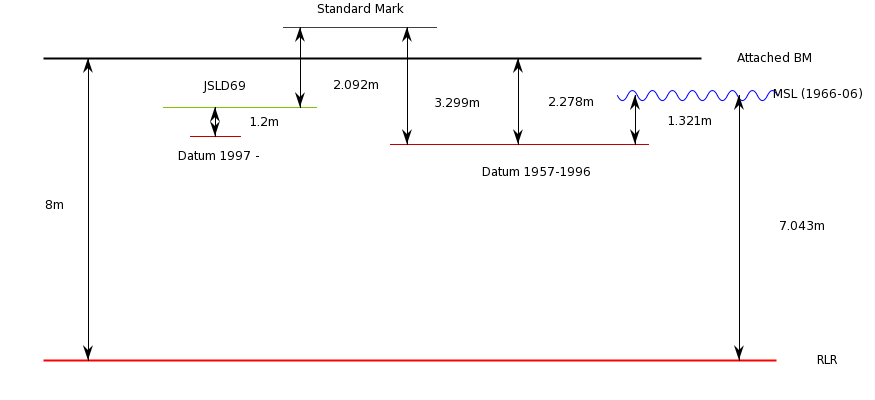 Standard Mark
Attached BM
JSLD69
2.092m
MSL (1966-06)
3.299m
2.278m
1.2m
1.321m
Datum 1997 -
Datum 1957-1996
8m
7.043m
RLR